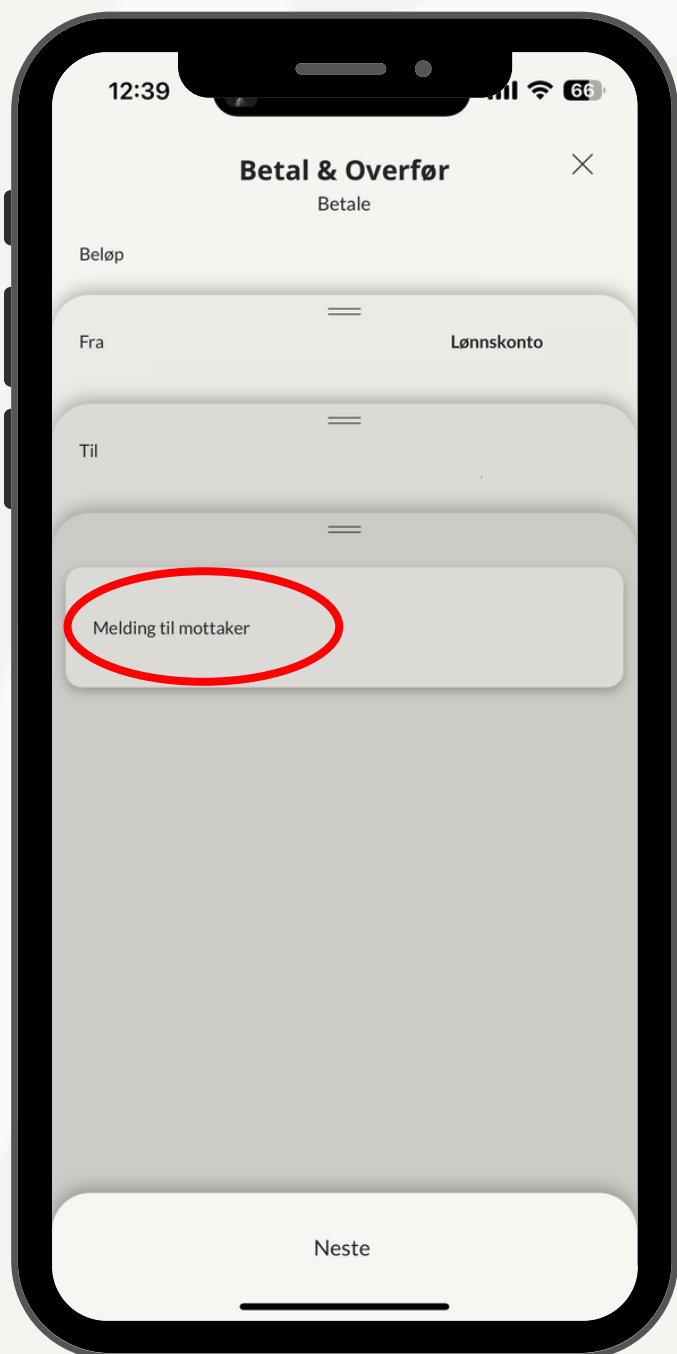 12:39
66
Betal & Overfør
Betale
Beløp
Fra
Lønnskonto
Til
Melding til mottaker
Neste